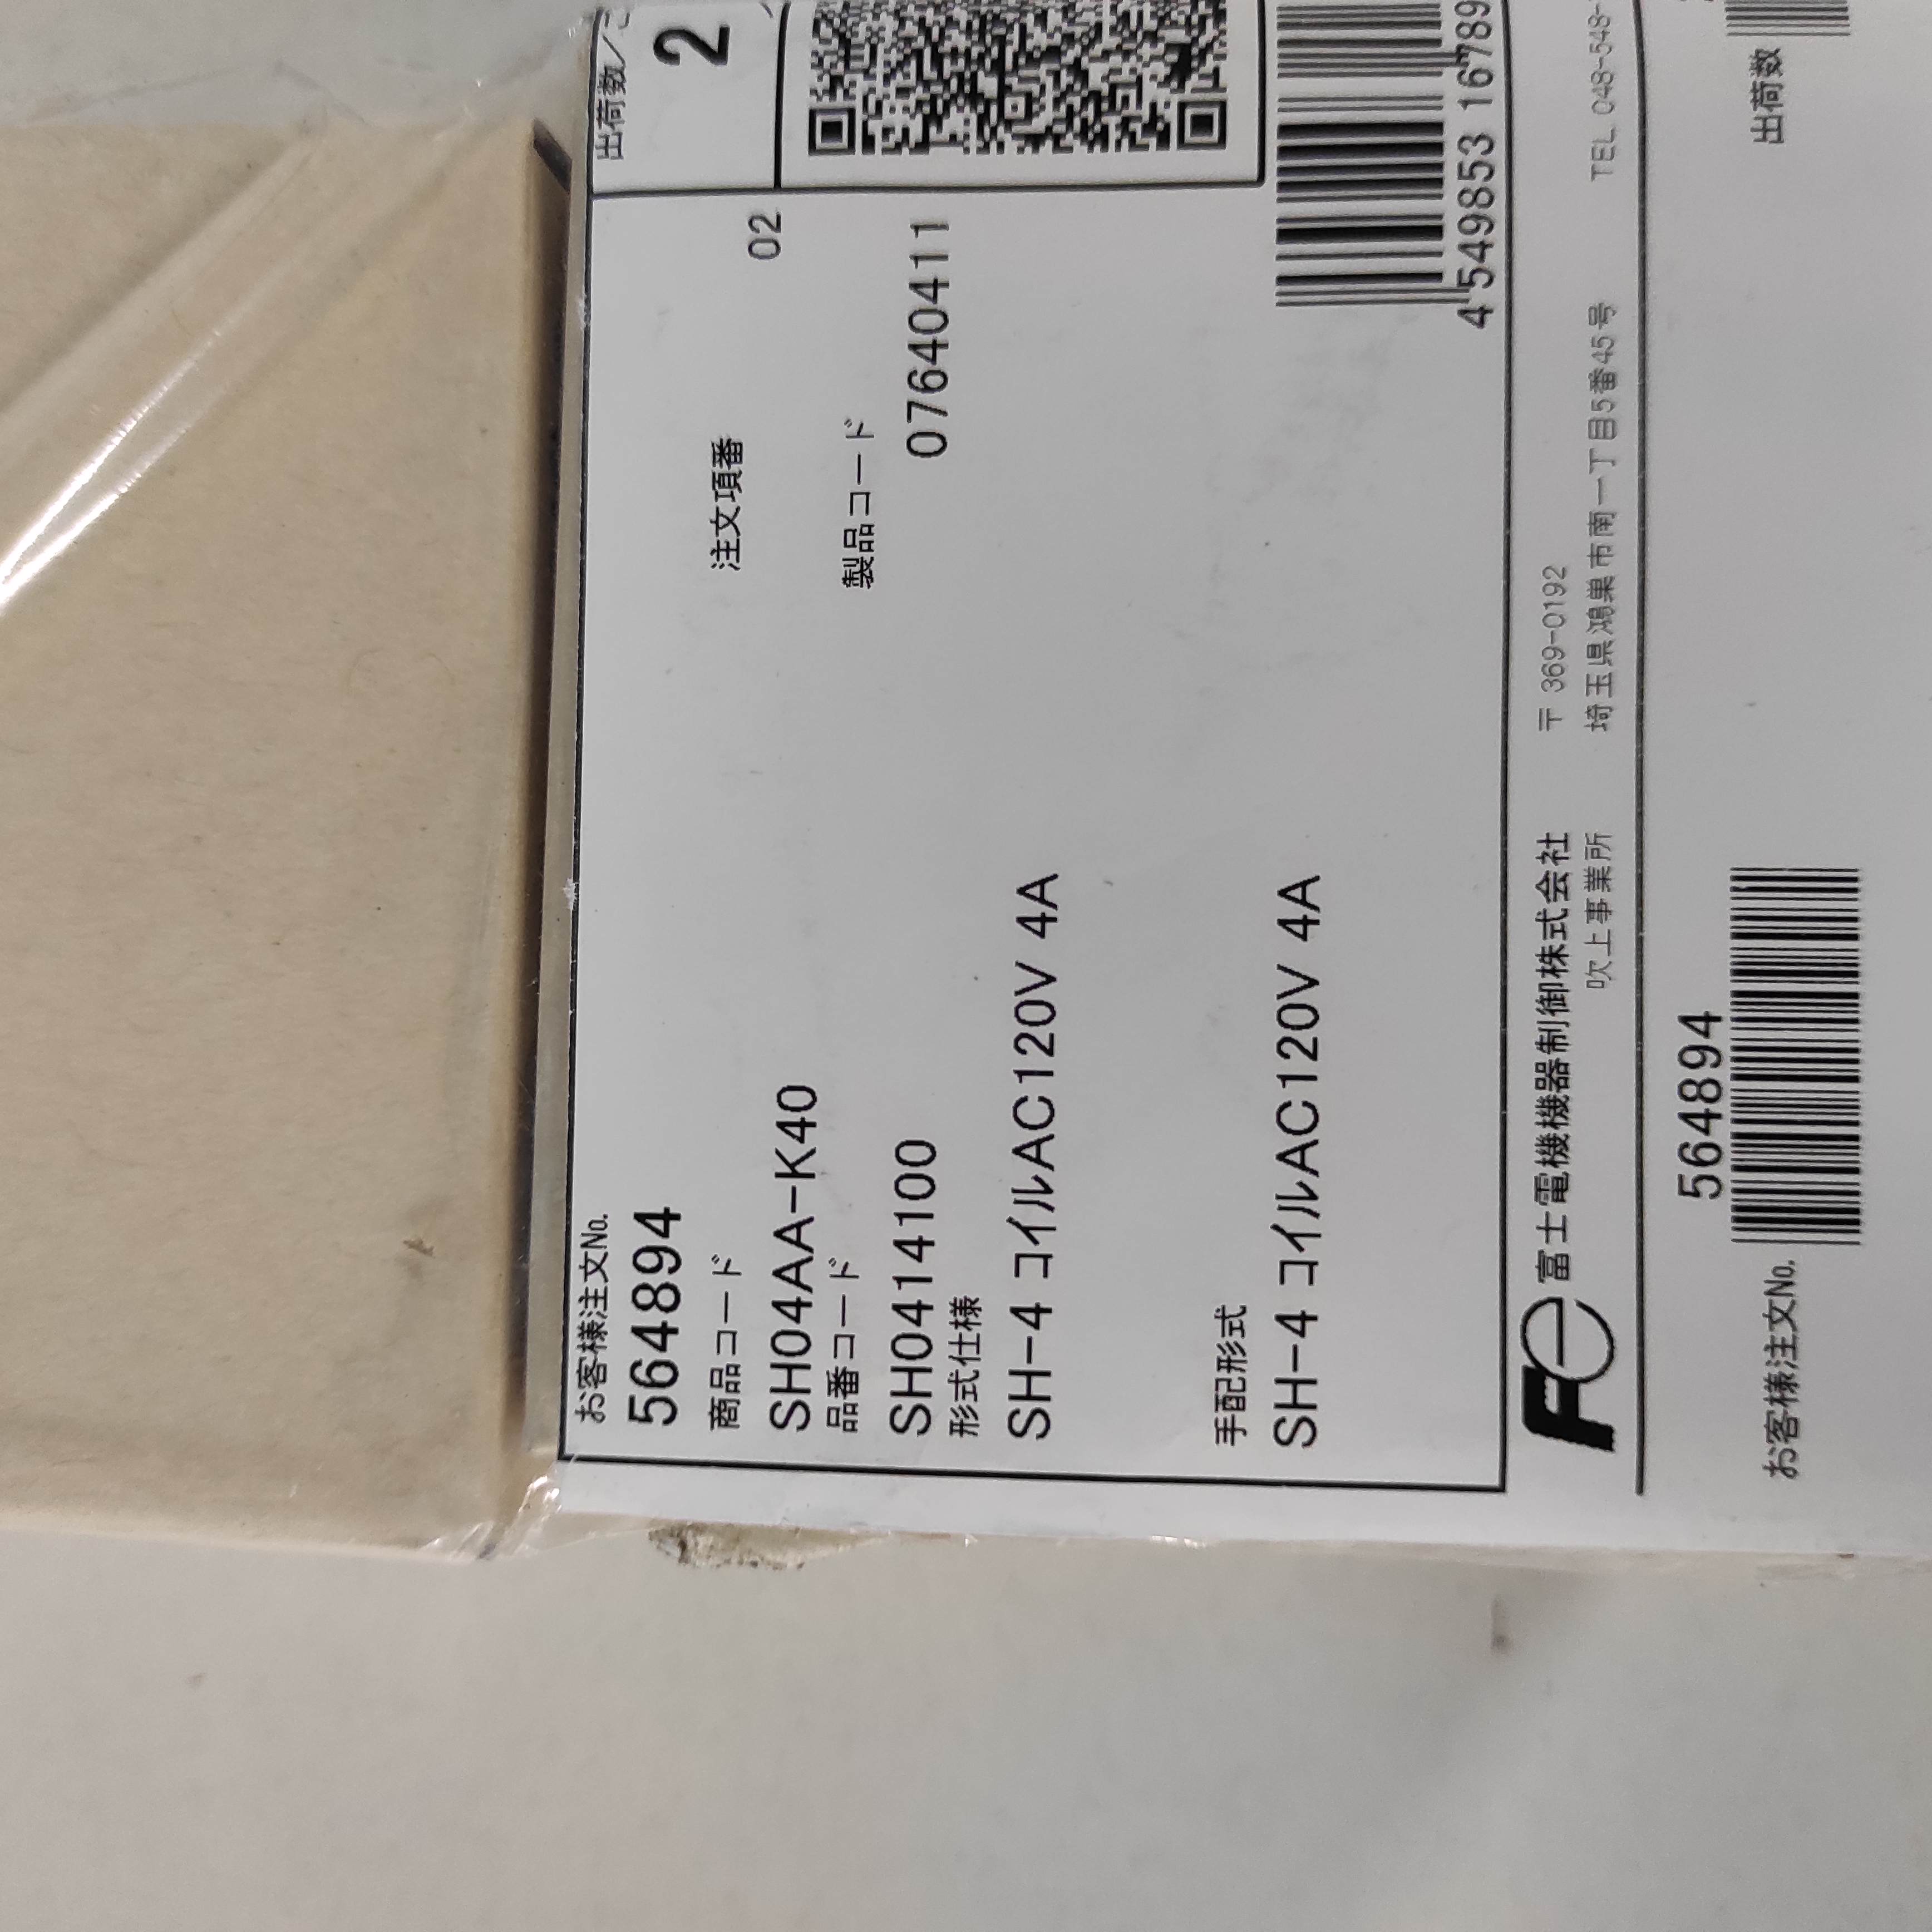 お客様注文No.
564894
出荷数／
2
商品コード
注文項番
SH04AA-K40
02
品番コード
製品コード
SH0414100
07640411
形式仕様
SH-4 コイルAC120V 4A
手配形式
SH-4 コイルAC120V 4A
4 549853 16789
Fe 富士電機機器制御株式会社
〒 369-0192
吹上事業所
埼玉県鴻巣市南一丁目5番45号
TEL 048-548-
564894
お客様注文No.
出荷数